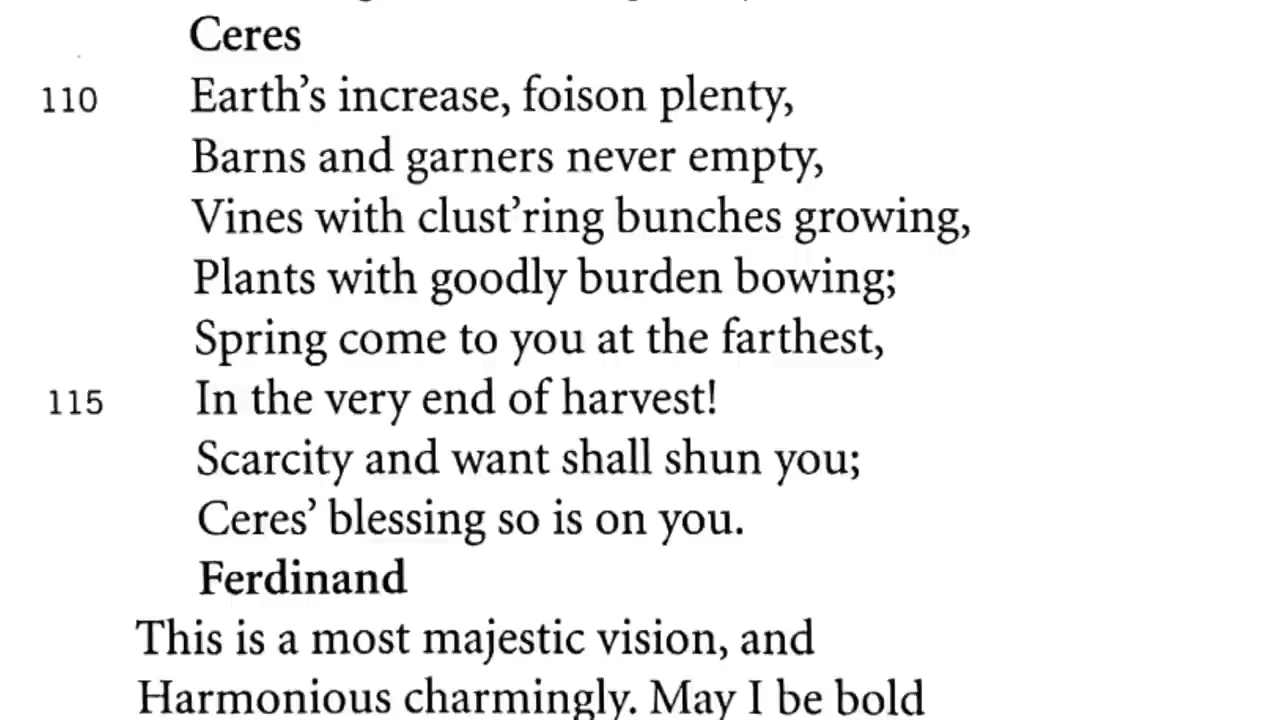 Ceres
110 Earth's increase, foison plenty,
Barns and garners never empty,
Vines with clust'ring bunches growing,
Plants with goodly burden bowing;
Spring come to you at the farthest,
115 In the very end of harvest!
Scarcity and want shall shun you;
Ceres' blessing so is on you.
Ferdinand
This is a most majestic vision, and
Harmonious charmingly. May I be bold